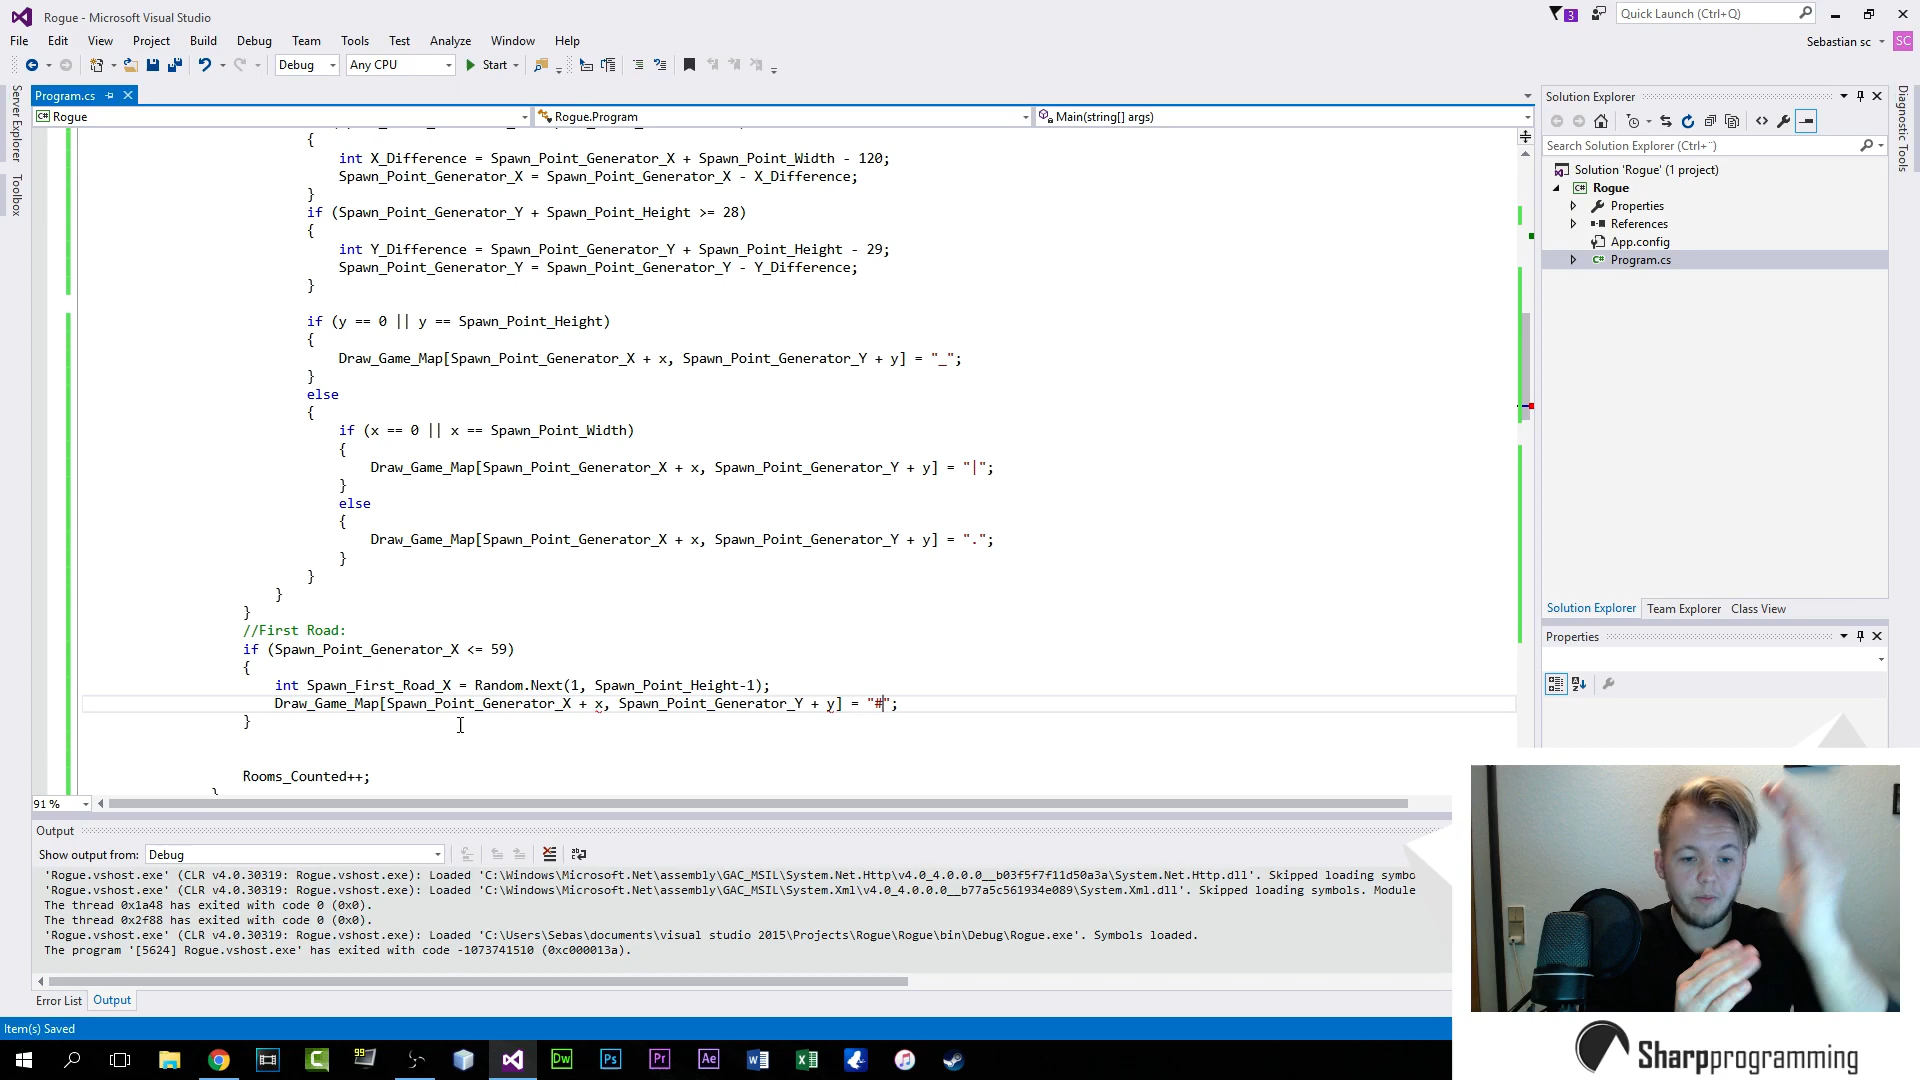 Rogue - Microsoft Visual Studio
3
Quick Launch (Ctrl+Q)
File Edit View Project Build Debug Team Tools Test Analyze Window Help
Sebastian sc
SC
Debug
Any CPU
Start
Server Explorer
Toolbox
Program.cs
Rogue
Rogue.Program
Main(string[] args)
{
int X_Difference = Spawn_Point_Generator_X + Spawn_Point_Width - 120;
Spawn_Point_Generator_X = Spawn_Point_Generator_X - X_Difference;
}
if (Spawn_Point_Generator_Y + Spawn_Point_Height >= 28)
{
int Y_Difference = Spawn_Point_Generator_Y + Spawn_Point_Height - 29;
Spawn_Point_Generator_Y = Spawn_Point_Generator_Y - Y_Difference;
}
if (y == 0 || y == Spawn_Point_Height)
{
Draw_Game_Map[Spawn_Point_Generator_X + x, Spawn_Point_Generator_Y + y] = "_";
}
else
{
if (x == 0 || x == Spawn_Point_Width)
{
Draw_Game_Map[Spawn_Point_Generator_X + x, Spawn_Point_Generator_Y + y] = "|";
}
else
{
Draw_Game_Map[Spawn_Point_Generator_X + x, Spawn_Point_Generator_Y + y] = ".";
}
}
}
}
//First Road:
if (Spawn_Point_Generator_X <= 59)
{
int Spawn_First_Road_X = Random.Next(1, Spawn_Point_Height-1);
Draw_Game_Map[Spawn_Point_Generator_X + x, Spawn_Point_Generator_Y + y] = "#";
}
Rooms_Counted++;
91 %
Solution Explorer
Search Solution Explorer (Ctrl+¨)
Solution 'Rogue' (1 project)
Rogue
Properties
References
App.config
Program.cs
Solution Explorer Team Explorer Class View
Properties
Diagnostic Tools
Output
Show output from: Debug
'Rogue.vshost.exe' (CLR v4.0.30319: Rogue.vshost.exe): Loaded 'C:\Windows\Microsoft.Net\assembly\GAC_MSIL\System.Net.Http\v4.0_4.0.0.0__b03f5f7f11d50a3a\System.Net.Http.dll'. Skipped loading symbo
'Rogue.vshost.exe' (CLR v4.0.30319: Rogue.vshost.exe): Loaded 'C:\Windows\Microsoft.Net\assembly\GAC_MSIL\System.Xml\v4.0_4.0.0.0__b77a5c561934e089\System.Xml.dll'. Skipped loading symbols. Module
The thread 0x1a48 has exited with code 0 (0x0).
The thread 0x2f88 has exited with code 0 (0x0).
'Rogue.vshost.exe' (CLR v4.0.30319: Rogue.vshost.exe): Loaded 'C:\Users\Sebas\documents\visual studio 2015\Projects\Rogue\Rogue\bin\Debug\Rogue.exe'. Symbols loaded.
The program '[5624] Rogue.vshost.exe' has exited with code -1073741510 (0xc000013a).
Error List Output
Item(s) Saved
99
Dw Ps Pr Ae
Sharpprogramming